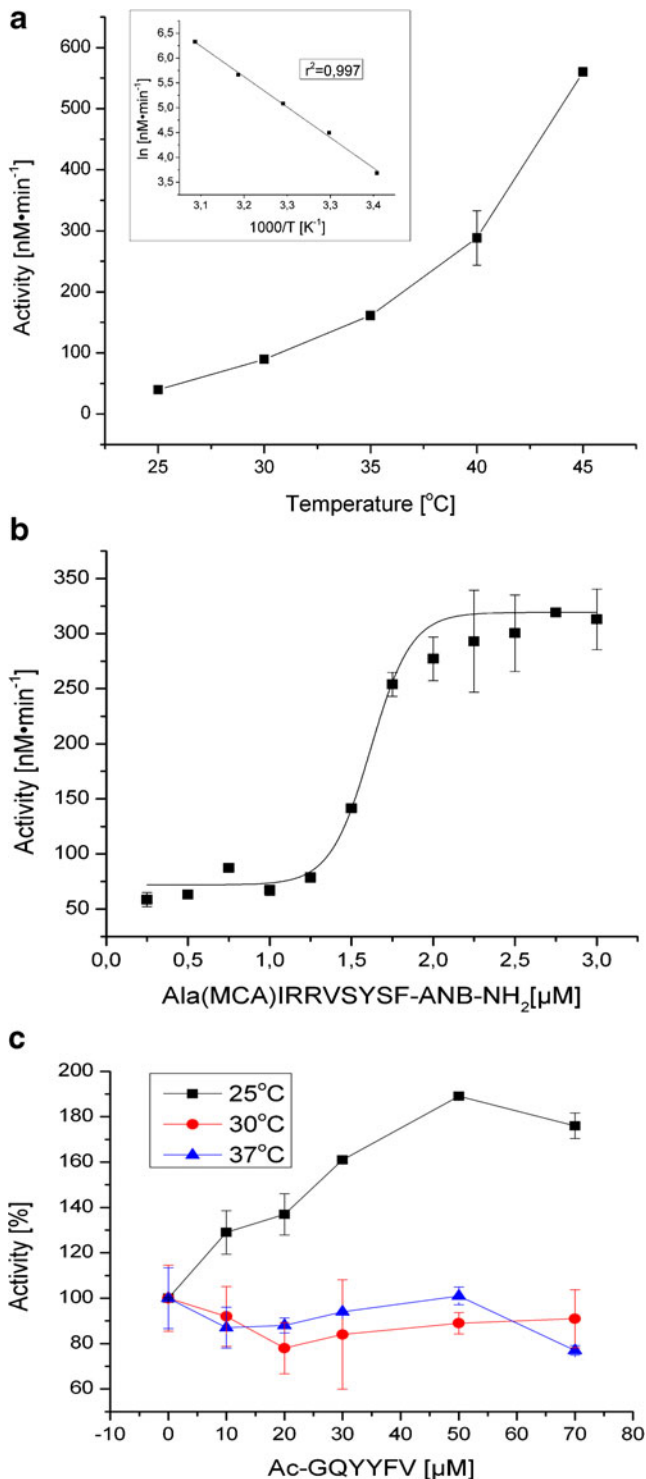 a
600
500
400
300
200
100
0
Activity [nM•min⁻¹]
25 30 35 40 45
Temperature [°C]
6,5
6,0
5,5
5,0
4,5
4,0
3,5
ln [nM•min⁻¹]
r²=0,997
3,1 3,2 3,3 3,3 3,4
1000/T [K⁻¹]
b
350
300
250
200
150
100
50
Activity [nM•min⁻¹]
0,0 0,5 1,0 1,5 2,0 2,5 3,0
Ala(MCA)IRRVSYSF-ANB-NH₂[µM]
c
200
180
160
140
120
100
80
60
Activity [%]
25°C
30°C
37°C
-10 0 10 20 30 40 50 60 70 80
Ac-GQYYFV [µM]